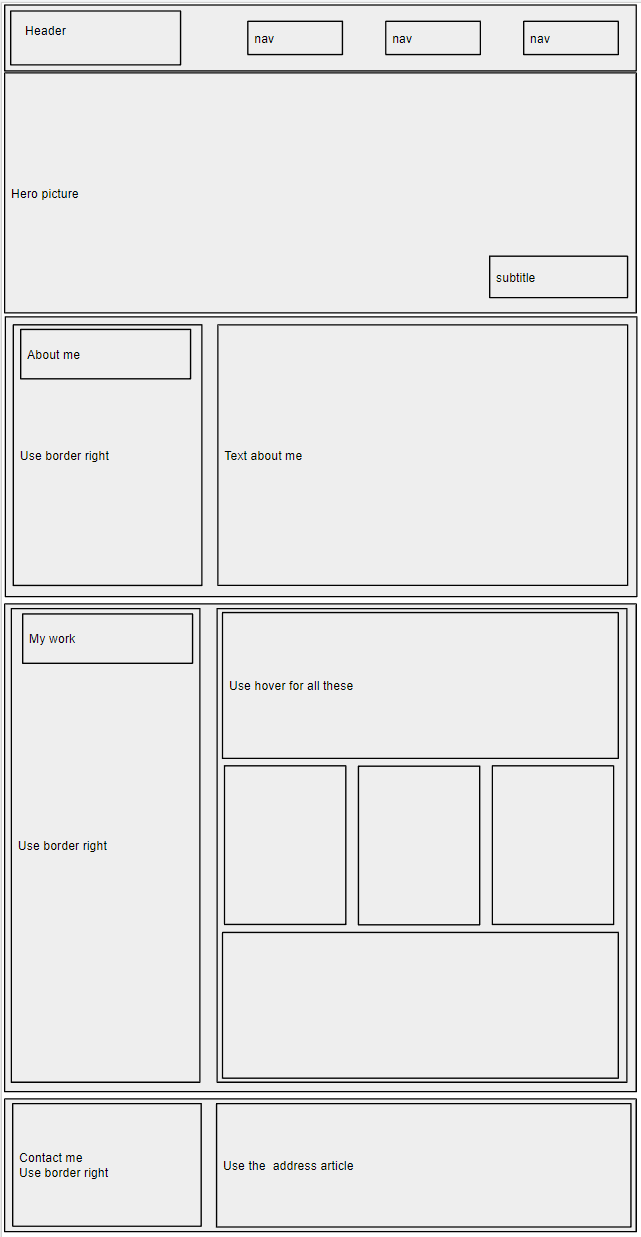 Header
nav
nav
nav
Hero picture
subtitle
About me
Use border right
Text about me
My work
Use border right
Use hover for all these
Contact me
Use border right
Use the  address article